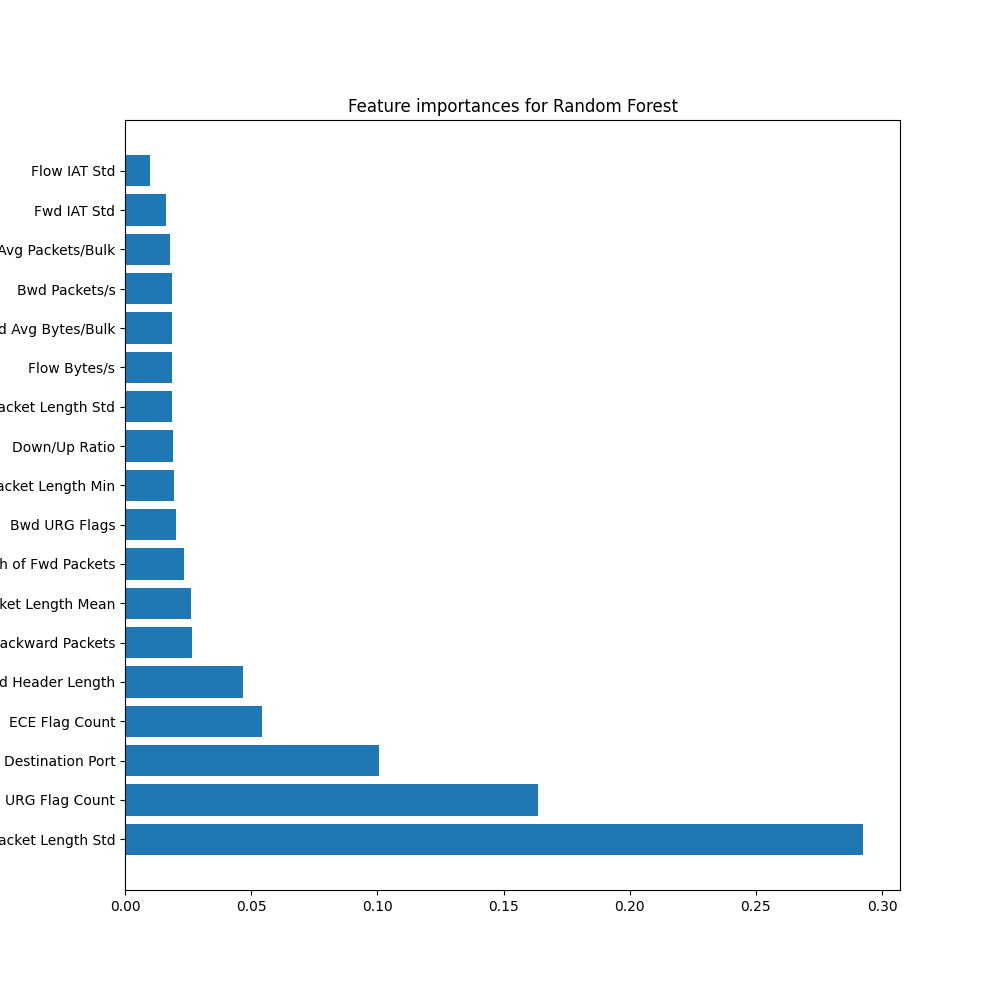 Feature importances for Random Forest
Flow IAT Std
Fwd IAT Std
Avg Packets/Bulk
Bwd Packets/s
d Avg Bytes/Bulk
Flow Bytes/s
acket Length Std
Down/Up Ratio
acket Length Min
Bwd URG Flags
h of Fwd Packets
ket Length Mean
ackward Packets
d Header Length
ECE Flag Count
Destination Port
URG Flag Count
acket Length Std
0.00 0.05 0.10 0.15 0.20 0.25 0.30